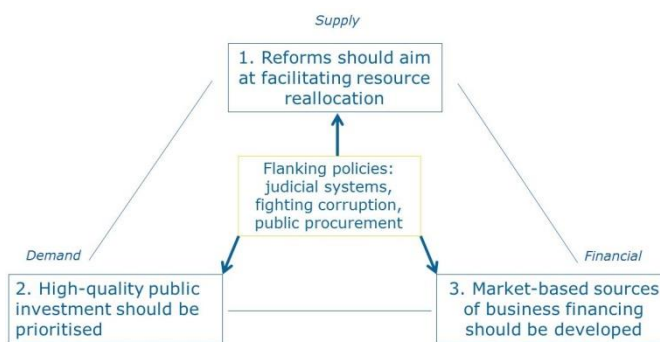 Supply
1. Reforms should aim
at facilitating resource
reallocation
Flanking policies:
judicial systems,
fighting corruption,
public procurement
Demand
Financial
2. High-quality public
investment should be
prioritised
3. Market-based sources
of business financing
should be developed